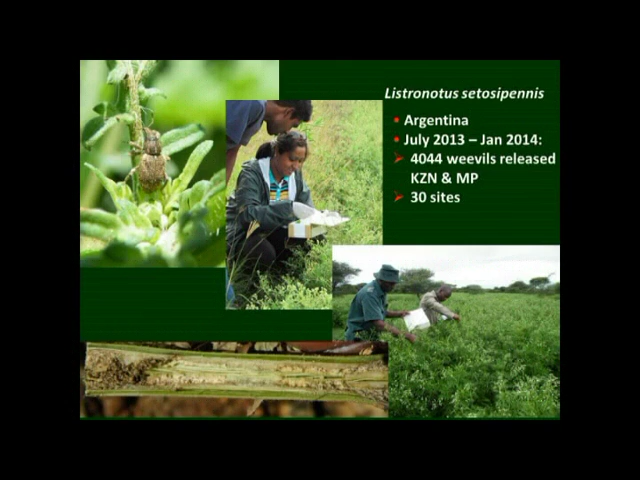 Listronotus setosipennis
▪ Argentina
▪ July 2013 – Jan 2014:
➤ 4044 weevils released
KZN & MP
➤ 30 sites